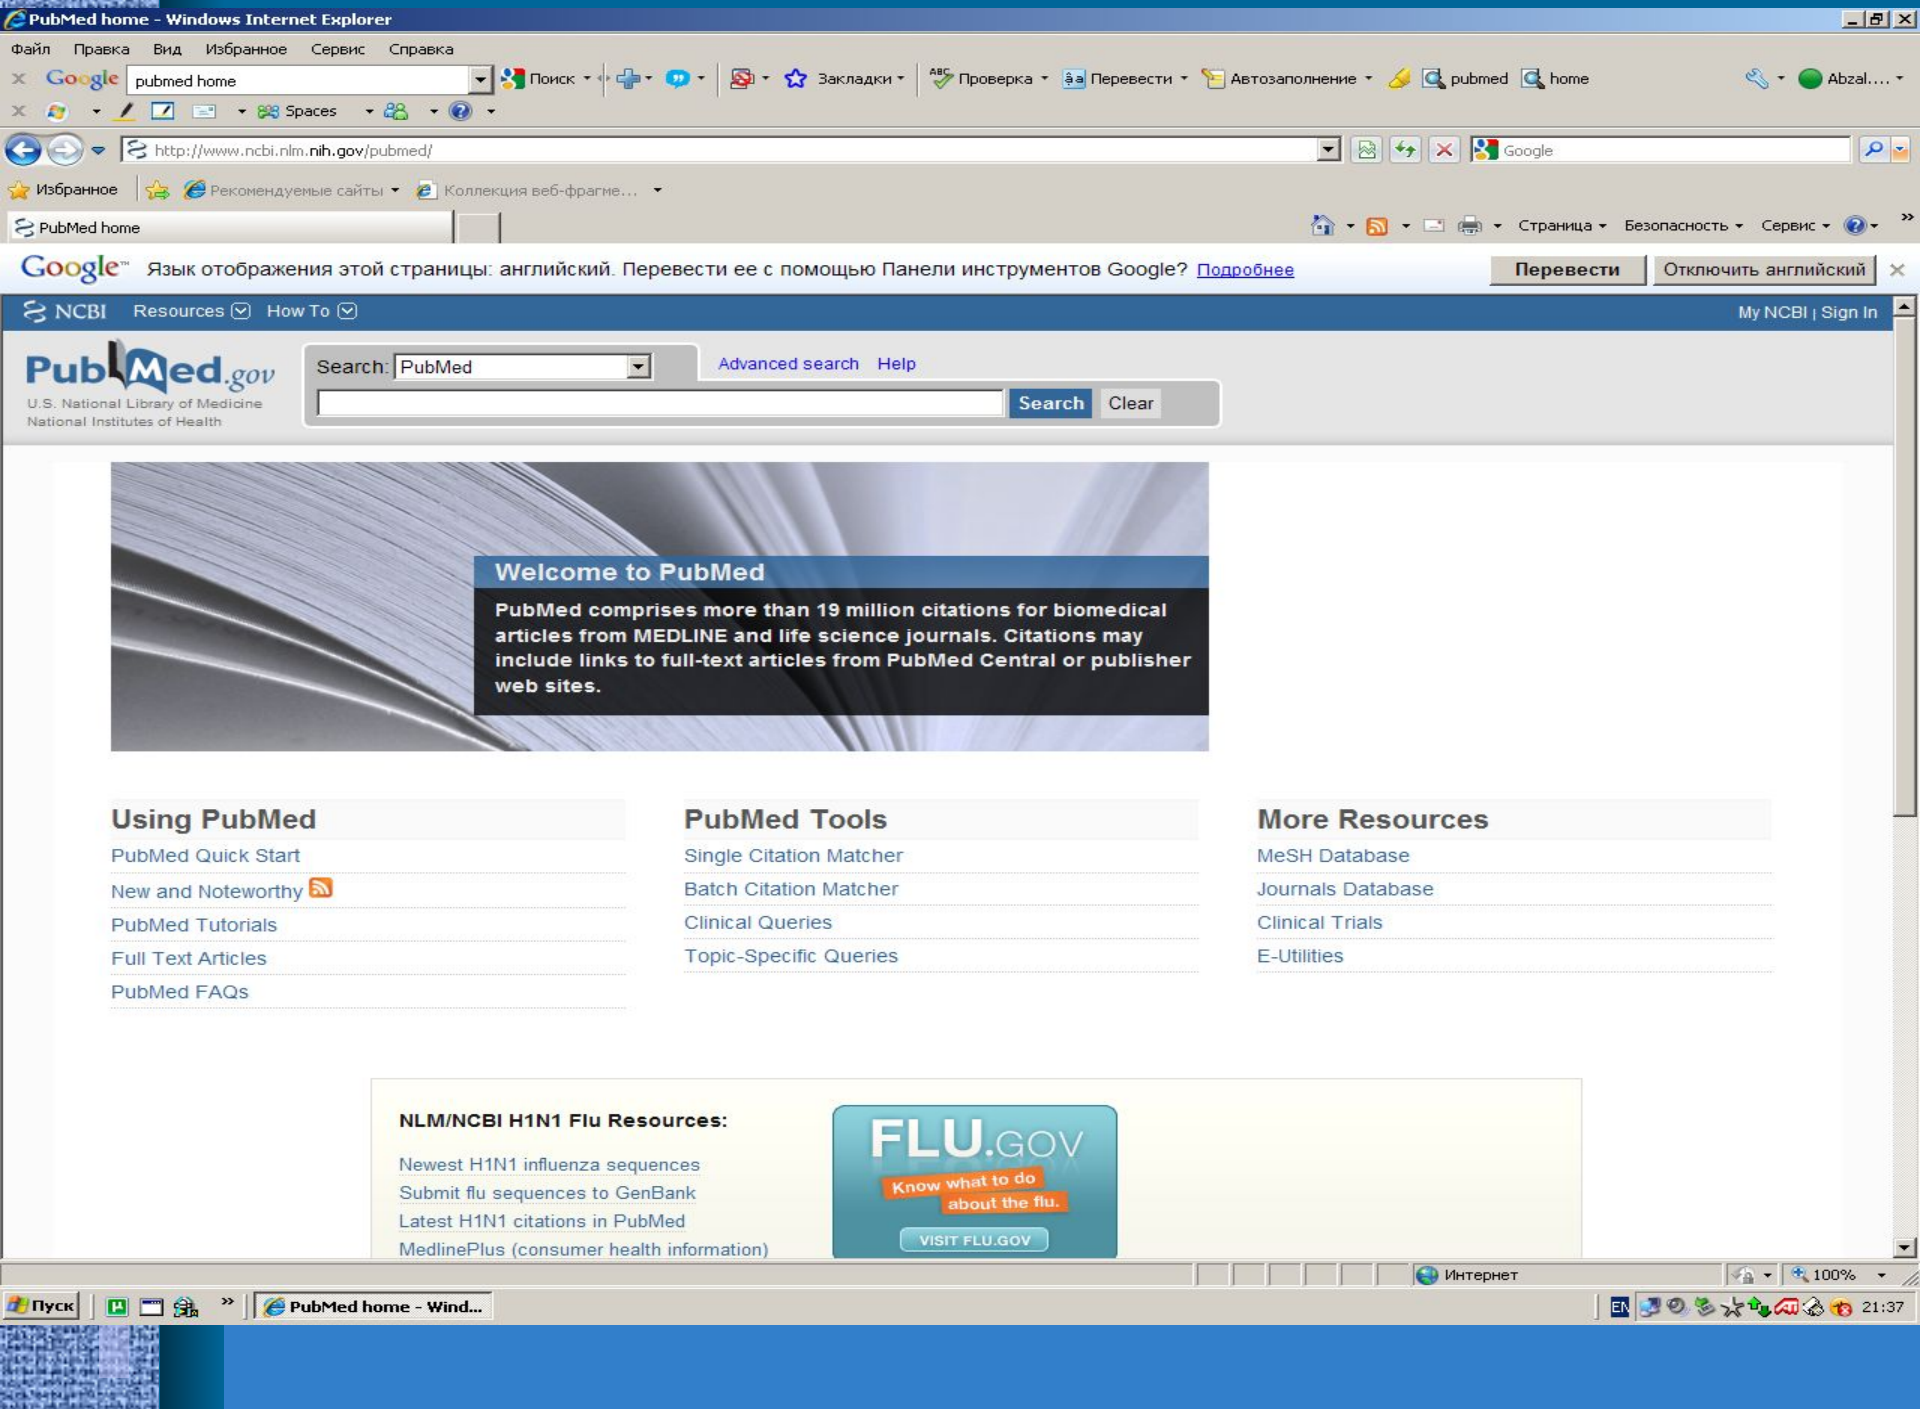 PubMed home - Windows Internet Explorer
Файл Правка Вид Избранное Сервис Справка
Google pubmed home Поиск Закладки Проверка Перевести Автозаполнение pubmed home Abzal....
Spaces
http://www.ncbi.nlm.nih.gov/pubmed/ Google
Избранное Рекомендуемые сайты Коллекция веб-фрагме...
PubMed home Страница Безопасность Сервис »
Google™ Язык отображения этой страницы: английский. Перевести ее с помощью Панели инструментов Google? Подробнее Перевести Отключить английский
NCBI Resources How To My NCBI | Sign In
PubMed.gov
U.S. National Library of Medicine
National Institutes of Health
Search: PubMed Advanced search Help
Search Clear
Welcome to PubMed
PubMed comprises more than 19 million citations for biomedical
articles from MEDLINE and life science journals. Citations may
include links to full-text articles from PubMed Central or publisher
web sites.
Using PubMed
PubMed Quick Start
New and Noteworthy
PubMed Tutorials
Full Text Articles
PubMed FAQs
PubMed Tools
Single Citation Matcher
Batch Citation Matcher
Clinical Queries
Topic-Specific Queries
More Resources
MeSH Database
Journals Database
Clinical Trials
E-Utilities
NLM/NCBI H1N1 Flu Resources:
Newest H1N1 influenza sequences
Submit flu sequences to GenBank
Latest H1N1 citations in PubMed
MedlinePlus (consumer health information)
FLU.GOV
Know what to do
about the flu.
VISIT FLU.GOV
Интернет 100%
Пуск » PubMed home - Wind... EN 21:37